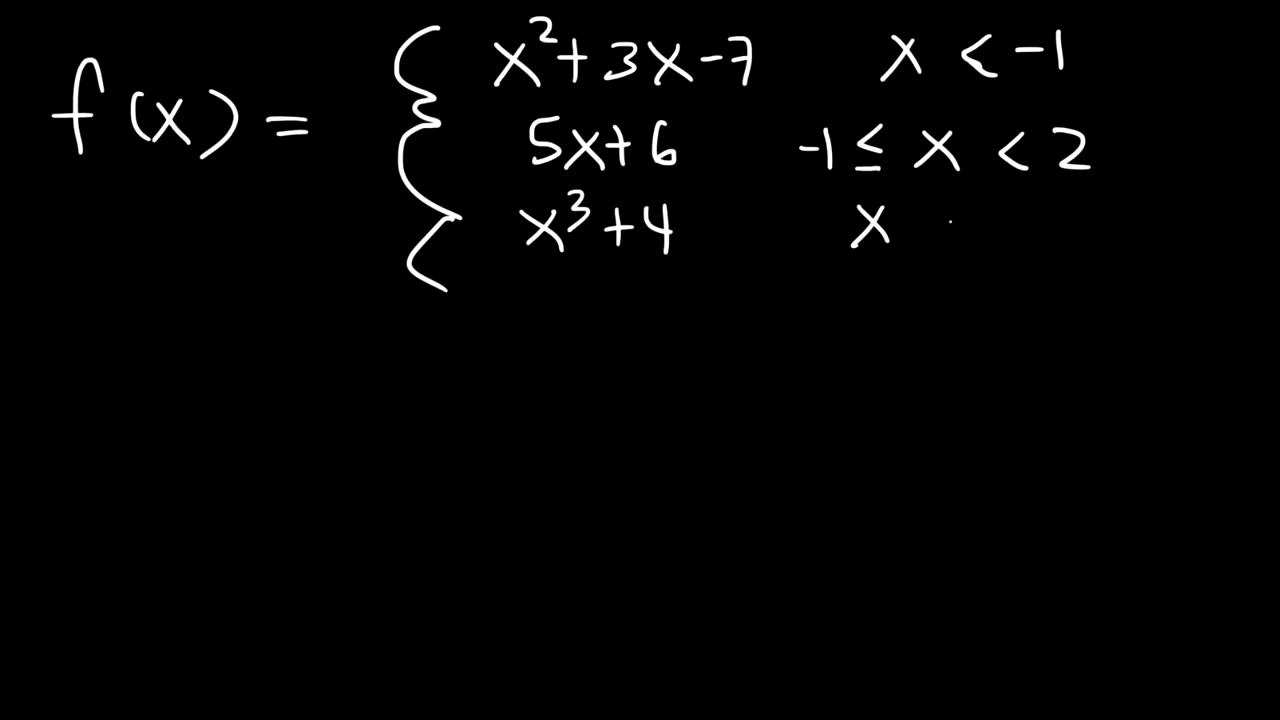 f(x) = { x²+3x-7 x < -1
5x+6 -1 ≤ x < 2
x³+4 x